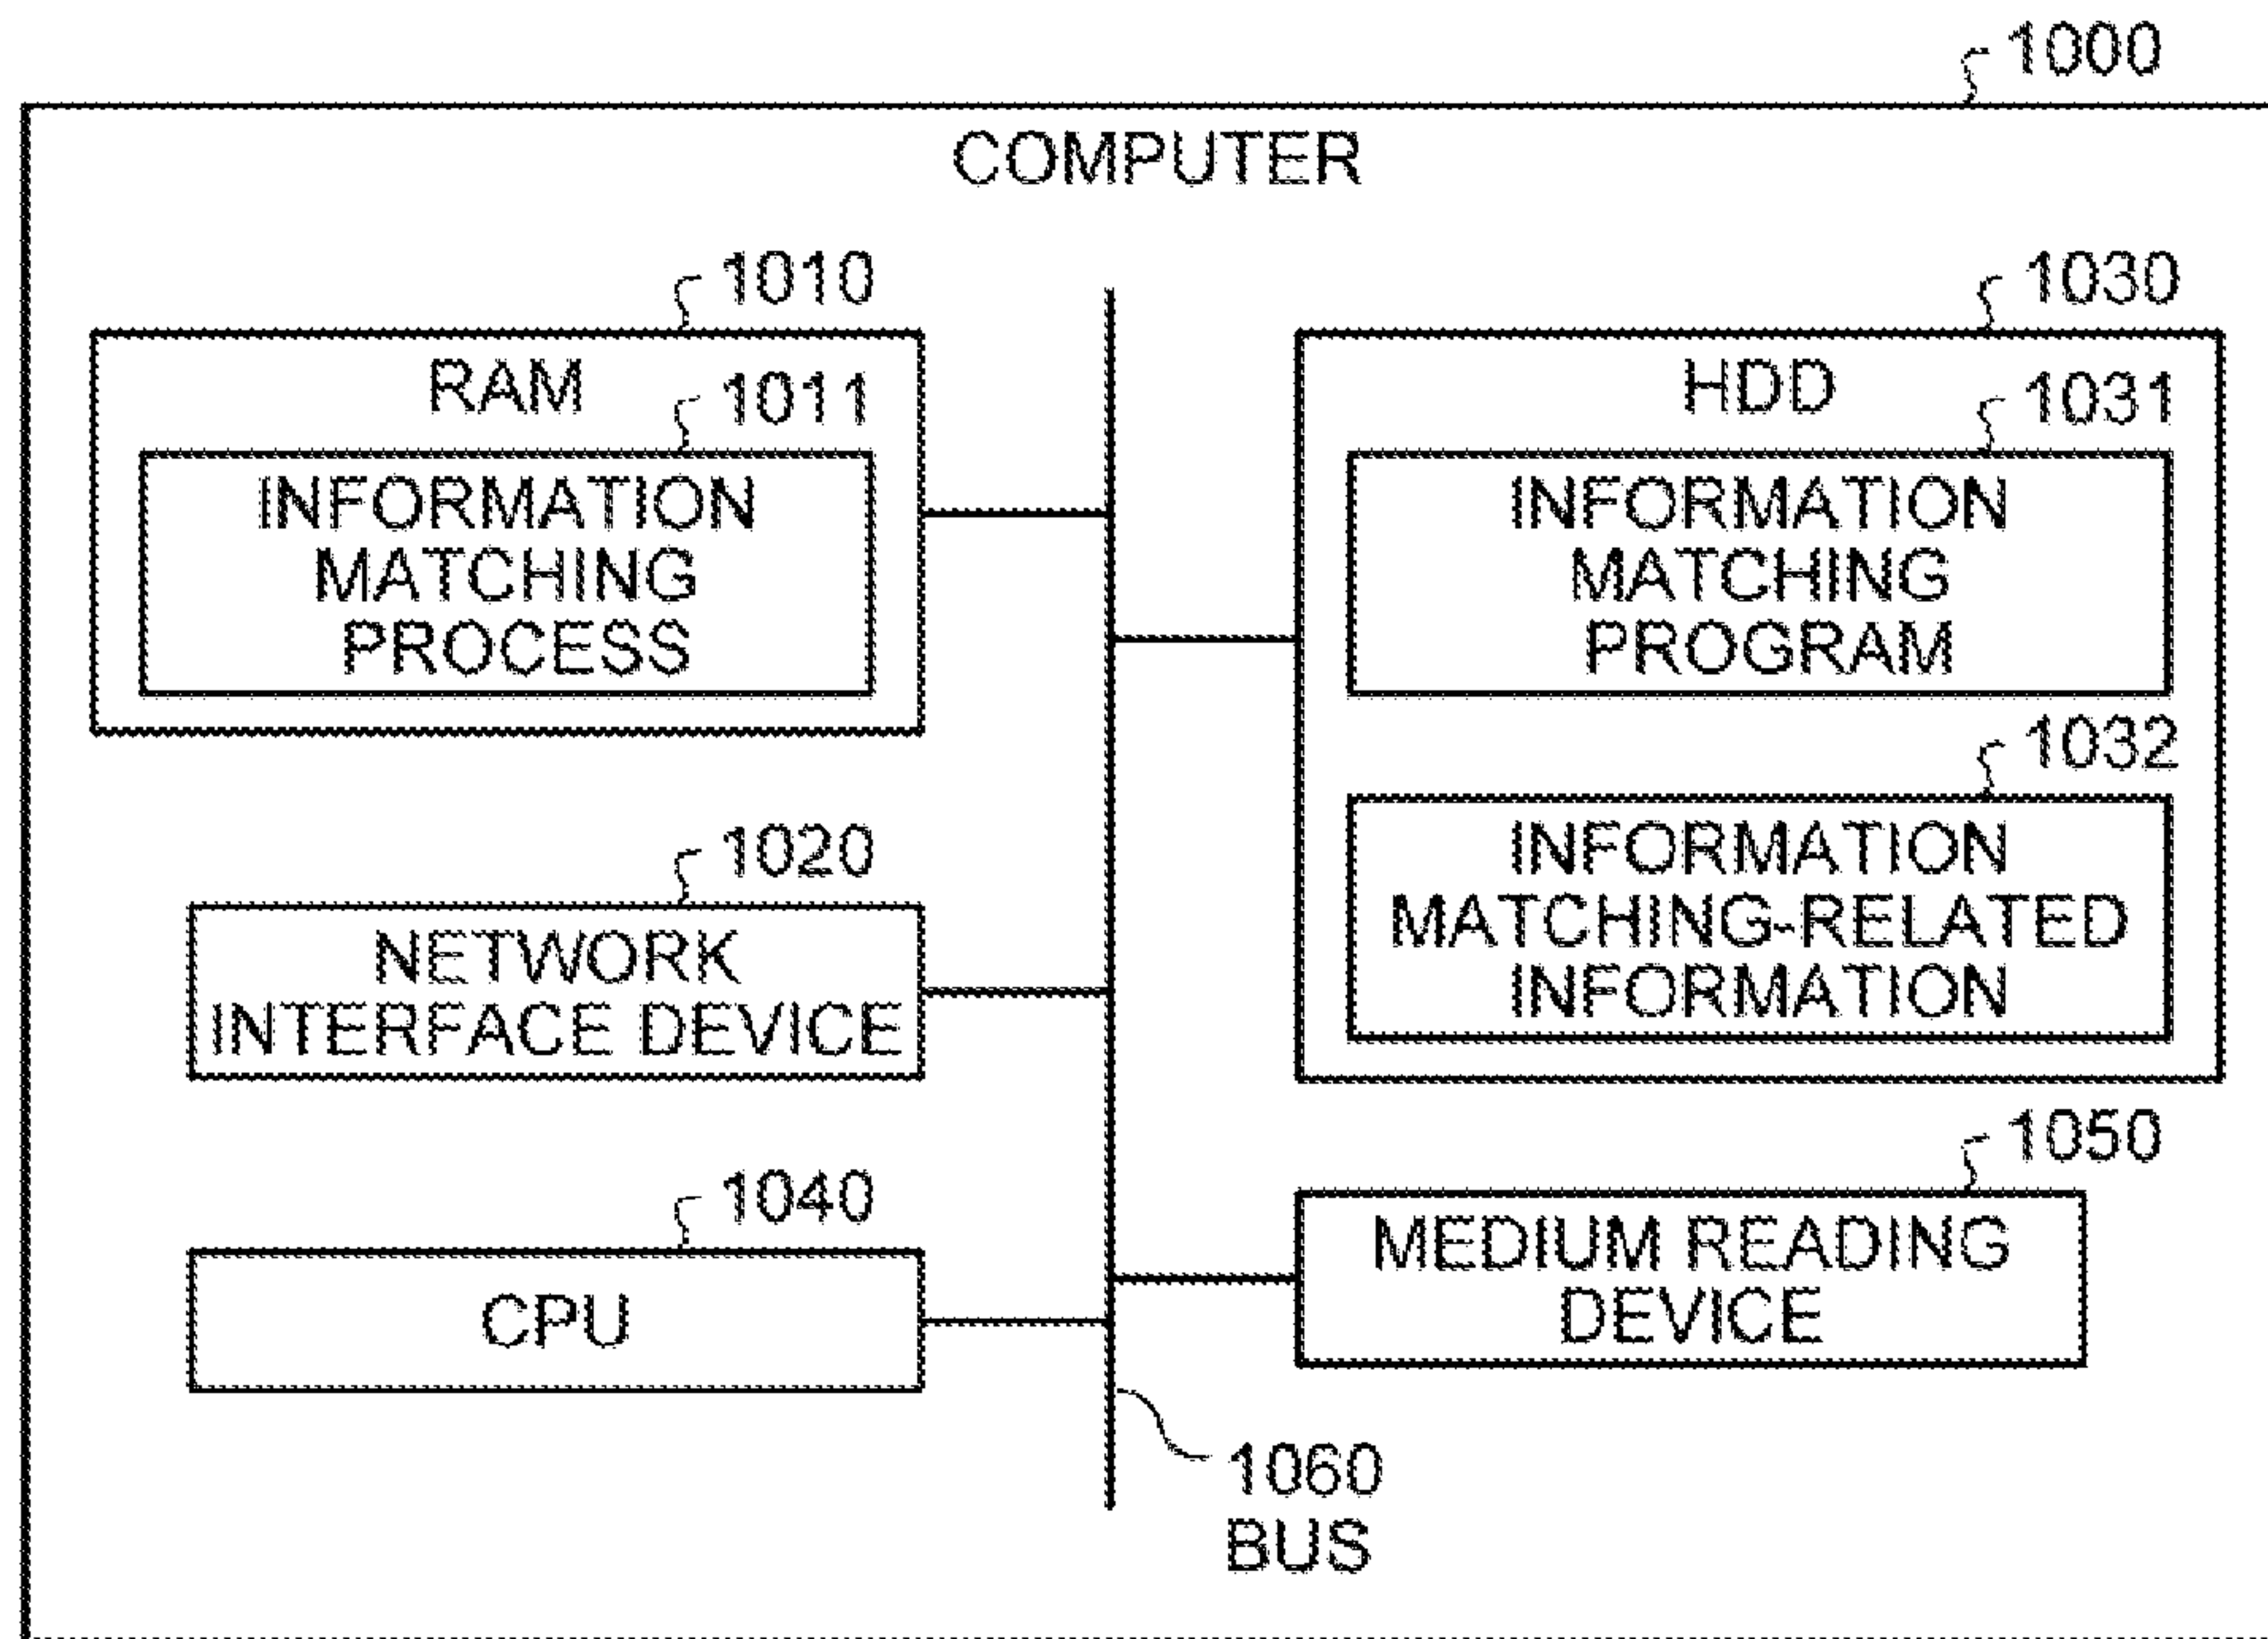 1000
COMPUTER
1010
RAM
1011
INFORMATION
MATCHING
PROCESS
1020
NETWORK
INTERFACE DEVICE
1040
CPU
1030
HDD
1031
INFORMATION
MATCHING
PROGRAM
1032
INFORMATION
MATCHING-RELATED
INFORMATION
1050
MEDIUM READING
DEVICE
1060
BUS